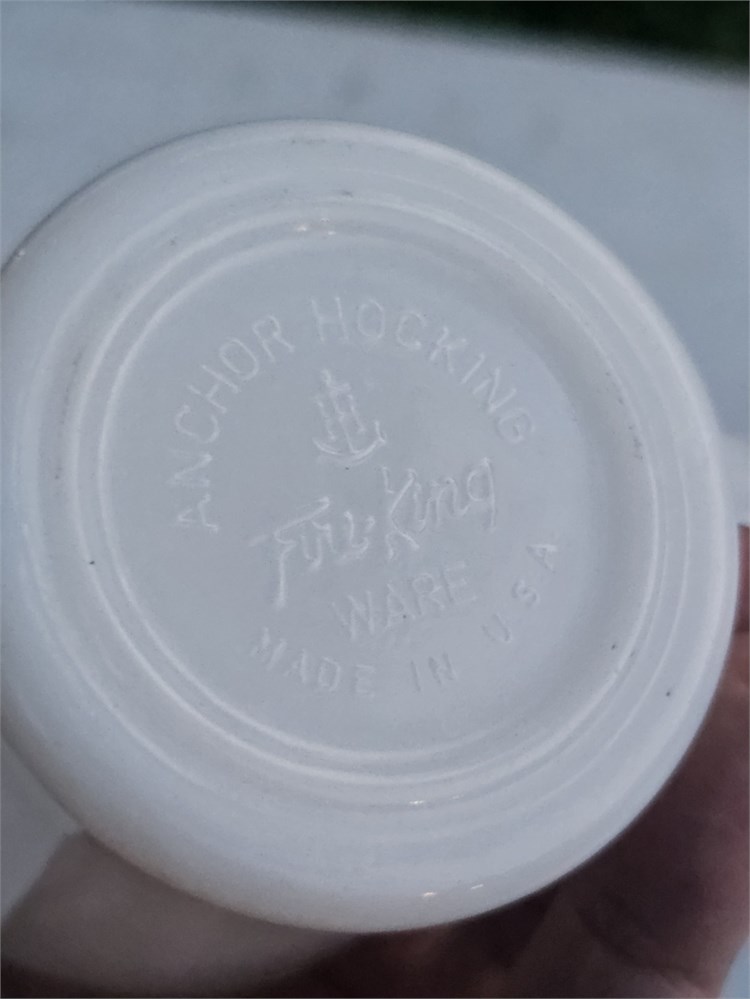 ANCHOR HOCKING
Fire King
WARE
MADE IN USA